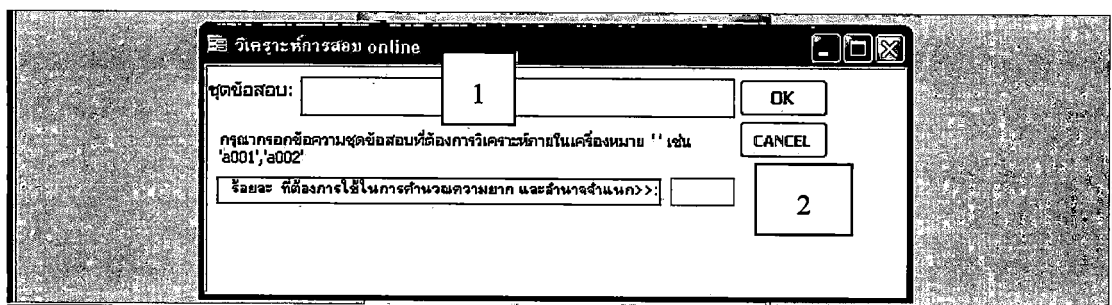 วิเคราะห์การสอบ online
1
ชุดข้อสอบ:
OK
กรุณากรอกข้อความชุดข้อสอบที่ต้องการวิเคราะห์ภายในเครื่องหมาย ' ' เช่น
CANCEL
'a001','a002'
ร้อยละ ที่ต้องการใช้ในการคำนวณความยาก และอำนาจจำแนก>>:
2